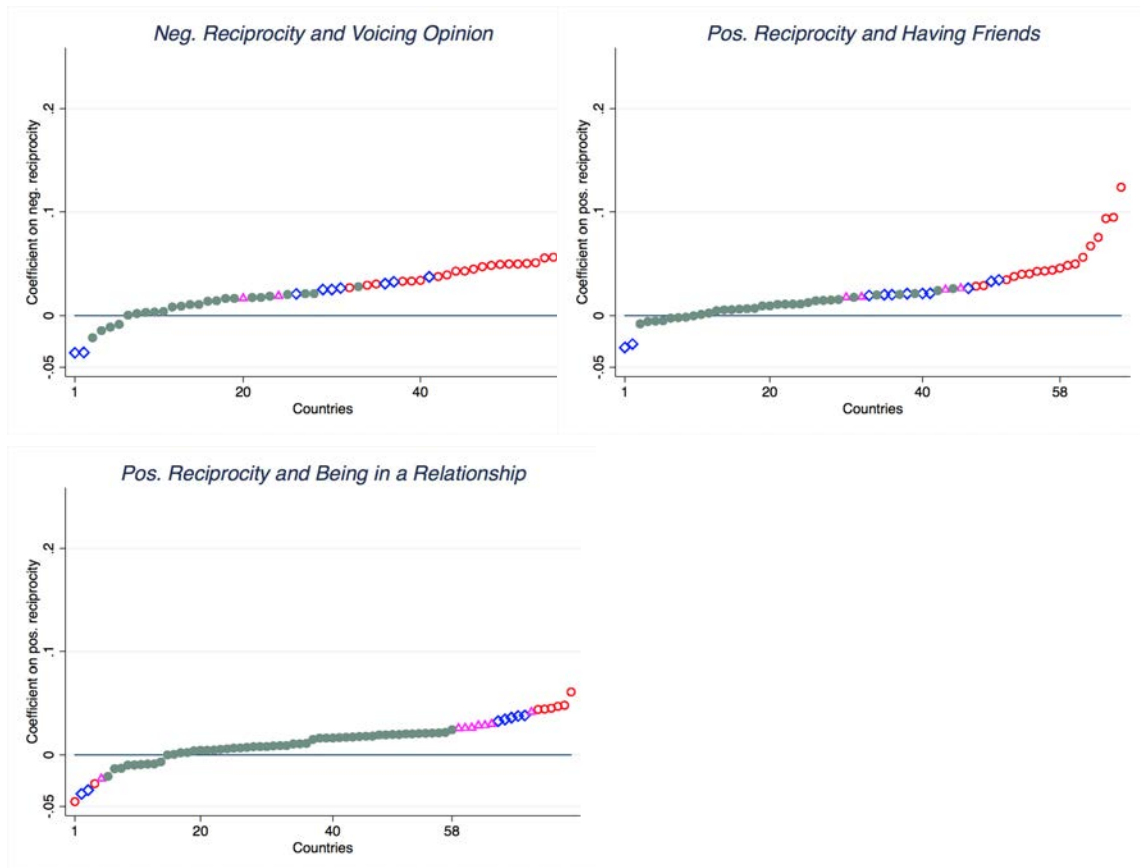 Neg. Reciprocity and Voicing Opinion
Coefficient on neg. reciprocity
.2
.1
0
-.05
1
20
40
Countries
Pos. Reciprocity and Having Friends
Coefficient on pos. reciprocity
.2
.1
0
-.05
1
20
40
58
Countries
Pos. Reciprocity and Being in a Relationship
Coefficient on pos. reciprocity
.2
.1
0
-.05
1
20
40
58
Countries